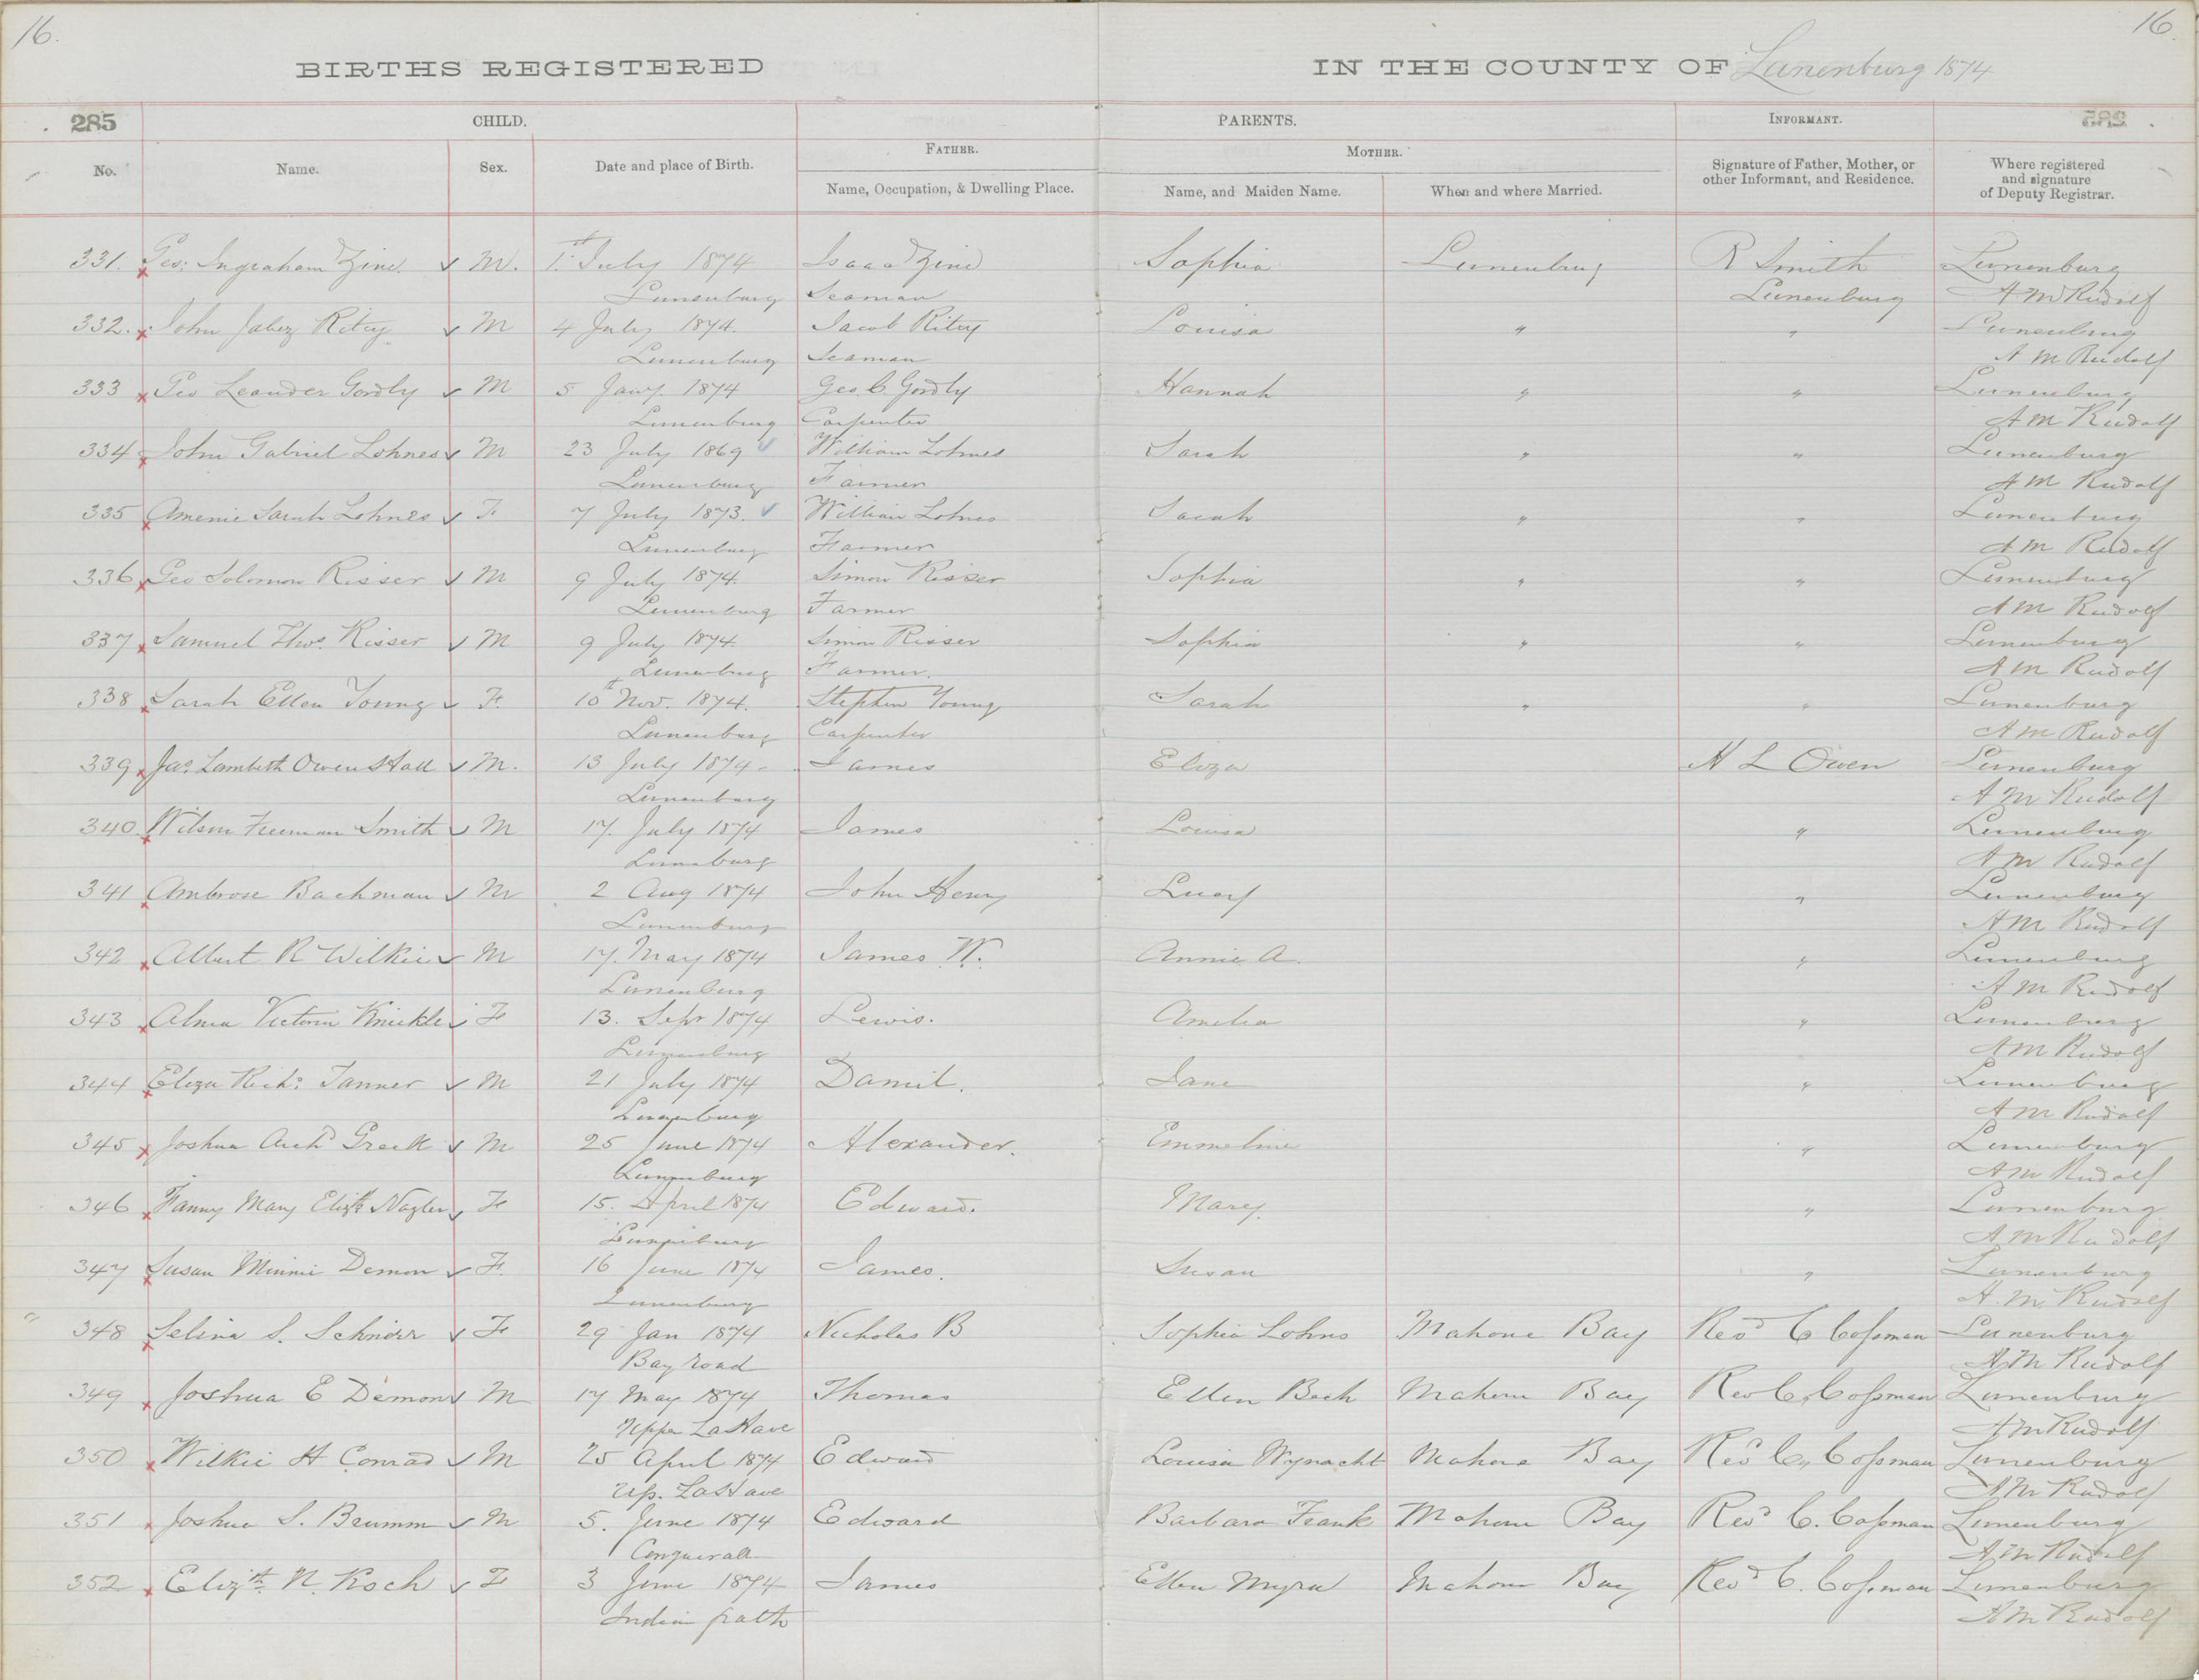 16.
16
BIRTHS REGISTERED IN THE COUNTY OF Lunenburg 1874
285 CHILD. PARENTS. INFORMANT.
FATHER. MOTHER.
No. Name. Sex. Date and place of Birth. Name, Occupation, & Dwelling Place. Name, and Maiden Name. When and where Married. Signature of Father, Mother, or other Informant, and Residence. Where registered and signature of Deputy Registrar.
331. Geo: Ingraham Zinc. M. 1st July 1874 Isaac Zinc Sophia Lunenburg R Smith Lunenburg
Lunenburg Seaman Lunenburg A M Rudolf
332. John Jabez Ritcy M 4 July 1874. Jacob Ritcy Louisa " " Lunenburg
Lunenburg Seaman A M Rudolf
333 Geo Leander Gordly M 5 Jany. 1874 Geo. C. Gordly Hannah " " Lunenburg
Lunenburg Carpenter A M Rudolf
334 John Gabriel Lohnes M 23 July 1869 William Lohnes Sarah " " Lunenburg
Lunenburg Farmer A M Rudolf
335 Amenie Sarah Lohnes F 7 July 1873. William Lohnes Sarah " " Lunenburg
Lunenburg Farmer A M Rudolf
336 Geo Solomon Risser M 9 July 1874. Simon Risser Sophia " " Lunenburg
Lunenburg Farmer A M Rudolf
337 Samuel Thos. Risser M 9 July 1874. Simon Risser Sophia " " Lunenburg
Lunenburg Farmer. A M Rudolf
338 Sarah Ellen Young F. 10th Nov. 1874. Stephen Young Sarah " " Lunenburg
Lunenburg Carpenter A M Rudolf
339 Jas. Lambeth Owen Hall M. 13 July 1874 James Eliza H L Owen Lunenburg
Lunenburg A M Rudolf
340 Wilson Freeman Smith M 17. July 1874 James Louisa " Lunenburg
Lunenburg A M Rudolf
341 Ambrose Bachman M 2 Aug 1874 John Henry Lucy " Lunenburg
Lunenburg A M Rudolf
342 Albert R Wilkie M 17. May 1874 James W. Annie A. " Lunenburg
Lunenburg A M Rudolf
343 Alma Victoria Knickle F 13. Sepr 1874 Lewis. Amelia " Lunenburg
Lunenburg A M Rudolf
344 Eliza Richd: Tanner M 21 July 1874 Daniel. Jane " Lunenburg
Lunenburg A M Rudolf
345 Joshua Archd Greek M 25 June 1874 Alexander. Emmeline " Lunenburg
Lunenburg A M Rudolf
346 Fanny Mary Elizth Nagler F 15. April 1874 Edward. Mary. " Lunenburg
Lunenburg A M Rudolf
347 Susan Minnie Demon F. 16 June 1874 James. Susan " Lunenburg
Lunenburg A. M. Rudolf
348 Selina S. Schnider F 29 Jan 1874 Nicholas B Sophia Lohns Mahone Bay Revd C Cossman Lunenburg
Bay road A M Rudolf
349 Joshua E Demon M 17 May 1874 Thomas Ellen Bech Mahone Bay Rev C. Cossman Lunenburg
Upper LaHave A M Rudolf
350 Wilkie H Conrad M 25 April 1874 Edward Louisa Wynacht Mahone Bay Revd C. Cossman Lunenburg
Up. LaHave A M Rudolf
351 Joshua S. Brumm M 5. June 1874 Edward Barbara Frank Mahone Bay Revd C. Cossman Lunenburg
Conquerall A M Rudolf
352 Elizth. N. Koch F 3 June 1874 James Ellen Myra Mahone Bay Revd C. Cossman Lunenburg
Indian path A M Rudolf